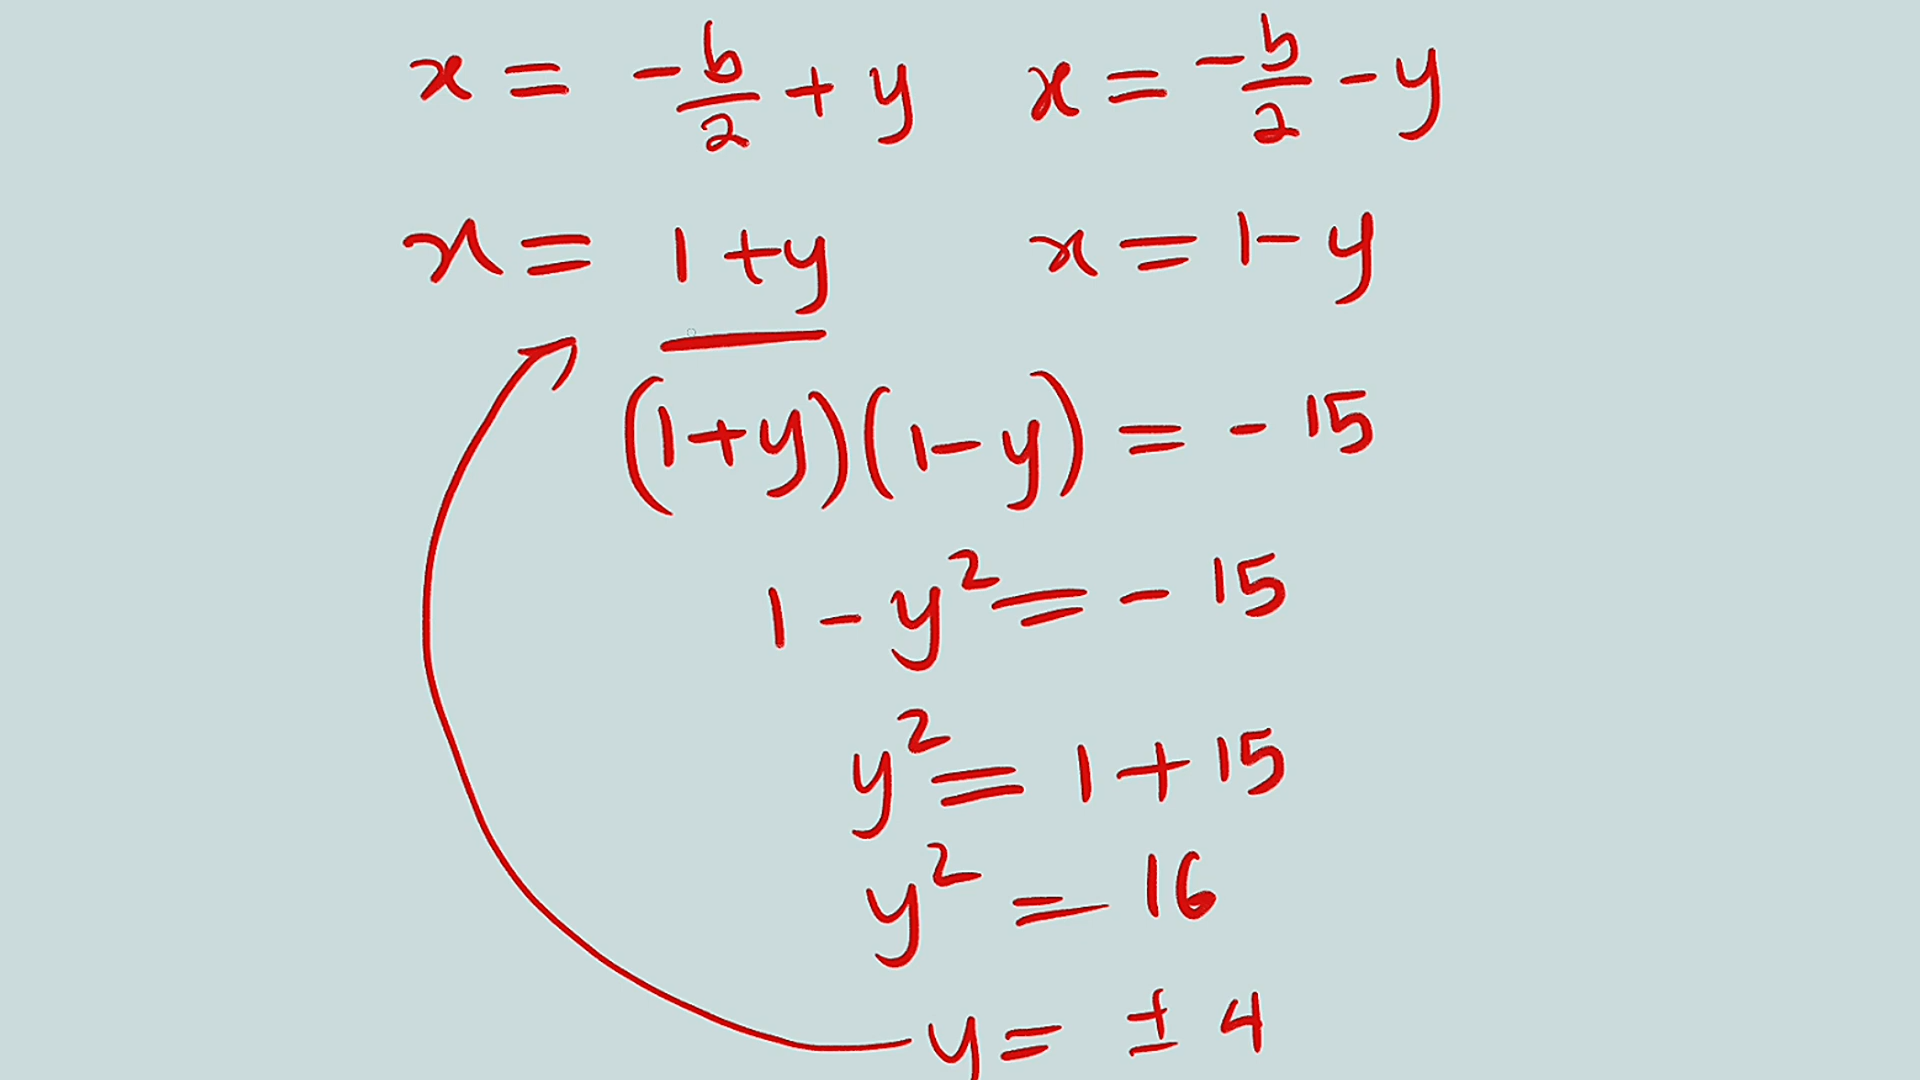 x = -b/2 + y   x = -b/2 - y
x = 1 + y   x = 1 - y
(1 + y)(1 - y) = - 15
1 - y² = - 15
y² = 1 + 15
y² = 16
y = ± 4